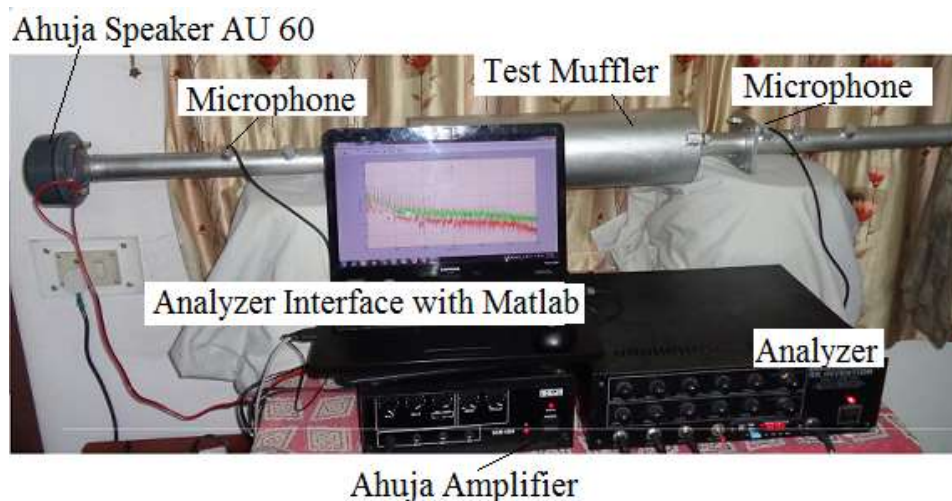 Ahuja Speaker AU 60
Test Muffler
Microphone
Microphone
Analyzer Interface with Matlab
Analyzer
Ahuja Amplifier